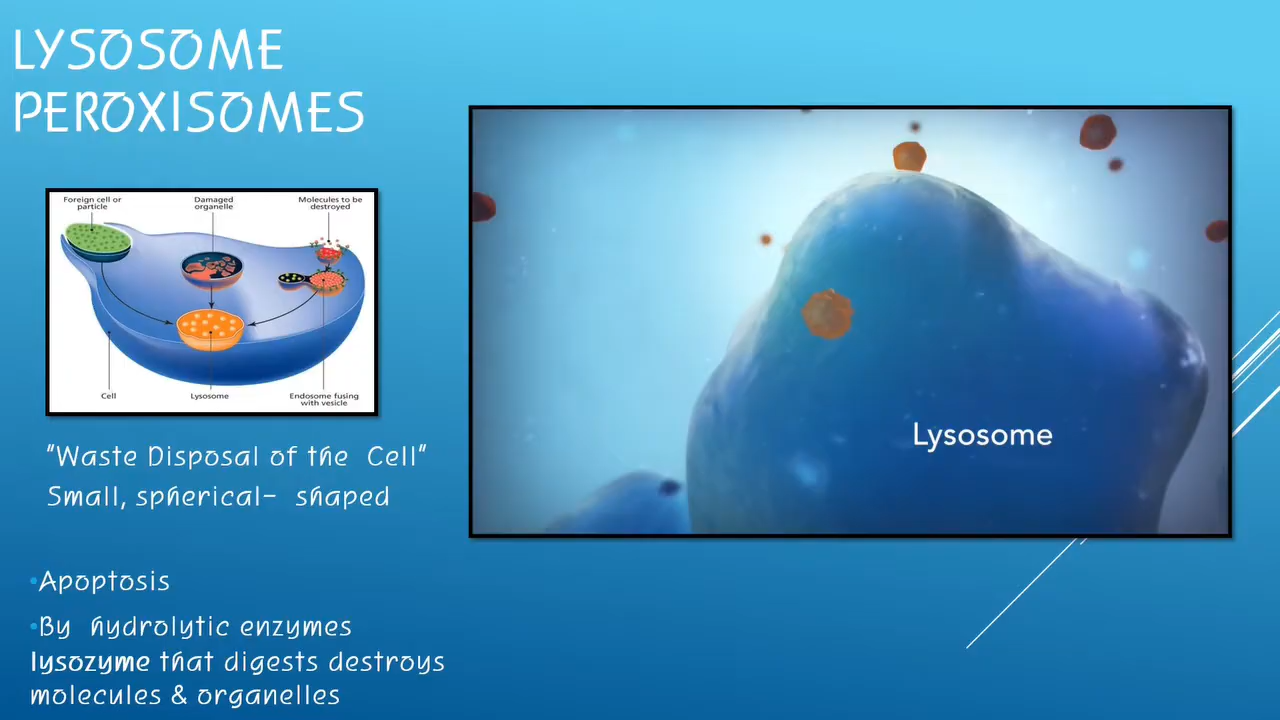 LYSOSOME
PEROXISOMES
Foreign cell or
particle
Damaged
organelle
Molecules to be
destroyed
Cell
Lysosome
Endosome fusing
with vesicle
Lysosome
"Waste Disposal of the Cell"
Small, spherical- shaped
•Apoptosis
•By hydrolytic enzymes
lysozyme that digests destroys
molecules & organelles